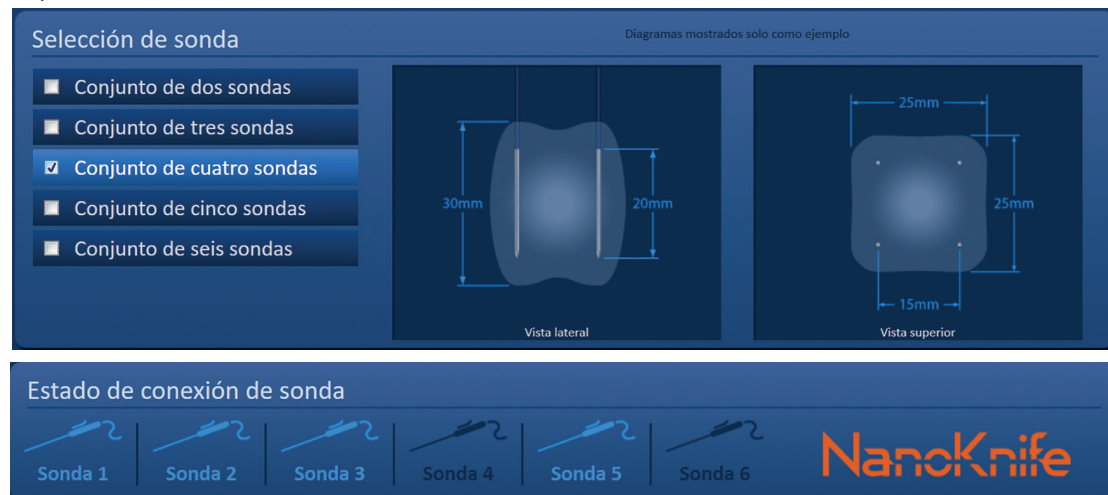 Selección de sonda
Diagramas mostrados solo como ejemplo
Conjunto de dos sondas
Conjunto de tres sondas
Conjunto de cuatro sondas
Conjunto de cinco sondas
Conjunto de seis sondas
30mm
20mm
Vista lateral
25mm
25mm
15mm
Vista superior
Estado de conexión de sonda
Sonda 1
Sonda 2
Sonda 3
Sonda 4
Sonda 5
Sonda 6
NanoKnife